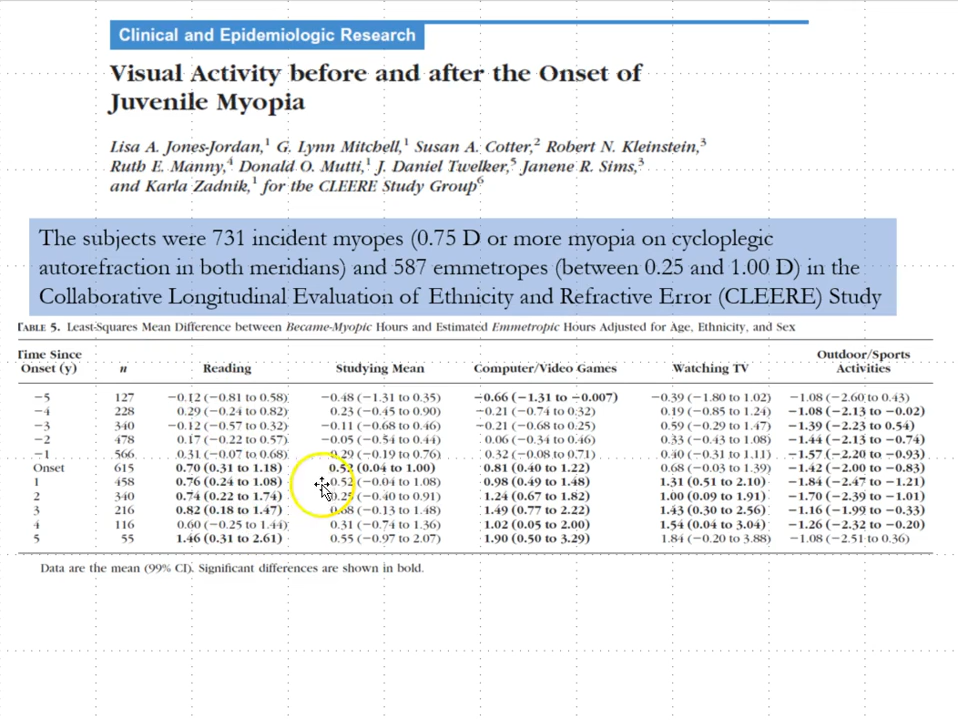 Clinical and Epidemiologic Research
Visual Activity before and after the Onset of
Juvenile Myopia
Lisa A. Jones-Jordan,1 G. Lynn Mitchell,1 Susan A. Cotter,2 Robert N. Kleinstein,3
Ruth E. Manny,4 Donald O. Mutti,1 J. Daniel Twelker,5 Janene R. Sims,3
and Karla Zadnik,1 for the CLEERE Study Group6
The subjects were 731 incident myopes (0.75 D or more myopia on cycloplegic
autorefraction in both meridians) and 587 emmetropes (between 0.25 and 1.00 D) in the
Collaborative Longitudinal Evaluation of Ethnicity and Refractive Error (CLEERE) Study
TABLE 5. Least-Squares Mean Difference between Became-Myopic Hours and Estimated Emmetropic Hours Adjusted for Age, Ethnicity, and Sex
Time Since Outdoor/Sports
Onset (y) n Reading Studying Mean Computer/Video Games Watching TV Activities
−5 127 −0.12 (−0.81 to 0.58) −0.48 (−1.31 to 0.35) −0.66 (−1.31 to −0.007) −0.39 (−1.80 to 1.02) −1.08 (−2.60 to 0.43)
−4 228 0.29 (−0.24 to 0.82) 0.23 (−0.45 to 0.90) −0.21 (−0.74 to 0.32) 0.19 (−0.85 to 1.24) −1.08 (−2.13 to −0.02)
−3 340 −0.12 (−0.57 to 0.32) −0.11 (−0.68 to 0.46) −0.21 (−0.68 to 0.25) 0.59 (−0.29 to 1.47) −1.39 (−2.23 to 0.54)
−2 478 0.17 (−0.22 to 0.57) −0.05 (−0.54 to 0.44) 0.06 (−0.34 to 0.46) 0.33 (−0.43 to 1.08) −1.44 (−2.13 to −0.74)
−1 566 0.31 (−0.07 to 0.68) 0.29 (−0.19 to 0.76) 0.32 (−0.08 to 0.71) 0.40 (−0.31 to 1.11) −1.57 (−2.20 to −0.93)
Onset 615 0.70 (0.31 to 1.18) 0.52 (0.04 to 1.00) 0.81 (0.40 to 1.22) 0.68 (−0.03 to 1.39) −1.42 (−2.00 to −0.83)
1 458 0.76 (0.24 to 1.08) 0.52 (−0.04 to 1.08) 0.98 (0.49 to 1.48) 1.31 (0.51 to 2.10) −1.84 (−2.47 to −1.21)
2 340 0.74 (0.22 to 1.74) 0.25 (−0.40 to 0.91) 1.24 (0.67 to 1.82) 1.00 (0.09 to 1.91) −1.70 (−2.39 to −1.01)
3 216 0.82 (0.18 to 1.47) 0.68 (−0.13 to 1.48) 1.49 (0.77 to 2.22) 1.43 (0.30 to 2.56) −1.16 (−1.99 to −0.33)
4 116 0.60 (−0.25 to 1.44) 0.31 (−0.74 to 1.36) 1.02 (0.05 to 2.00) 1.54 (0.04 to 3.04) −1.26 (−2.32 to −0.20)
5 55 1.46 (0.31 to 2.61) 0.55 (−0.97 to 2.07) 1.90 (0.50 to 3.29) 1.84 (−0.20 to 3.88) −1.08 (−2.51 to 0.36)
Data are the mean (99% CI). Significant differences are shown in bold.